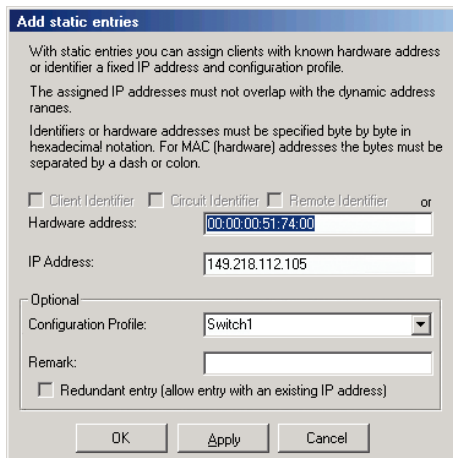 Add static entries
With static entries you can assign clients with known hardware address
or identifier a fixed IP address and configuration profile.
The assigned IP addresses must not overlap with the dynamic address
ranges.
Identifiers or hardware addresses must be specified byte by byte in
hexadecimal notation. For MAC (hardware) addresses the bytes must be
separated by a dash or colon.
Client Identifier Circuit Identifier Remote Identifier or
Hardware address: 00:00:00:51:74:00
IP Address: 149.218.112.105
Optional
Configuration Profile: Switch1
Remark:
Redundant entry (allow entry with an existing IP address)
OK Apply Cancel